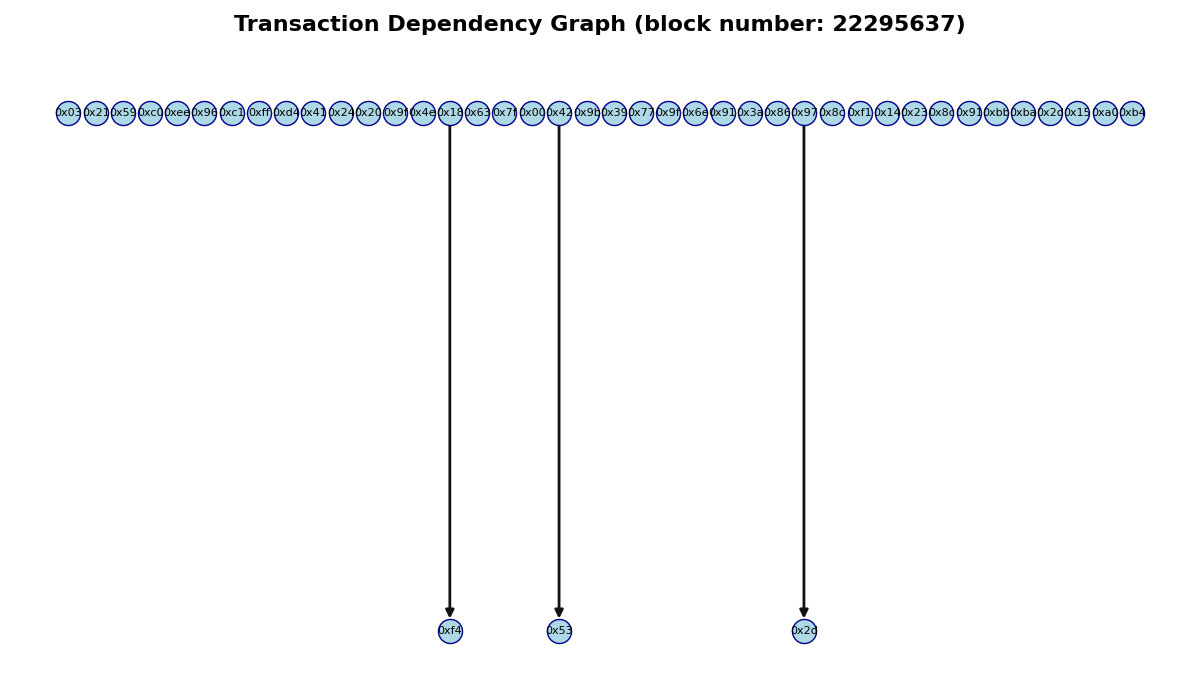 Transaction Dependency Graph (block number: 22295637)
0x03 0x21 0x59 0xc0 0xee 0x96 0xc1 0xff 0xd4 0x41 0x24 0x20 0x9f 0x4e 0x18 0x63 0x7f 0x00 0x42 0x9b 0x39 0x77 0x9f 0x6e 0x91 0x3a 0x86 0x97 0x8c 0xf1 0x14 0x23 0x8c 0x91 0xbb 0xba 0x2d 0x15 0xa0 0xb4
0xf4 0x53 0x2d